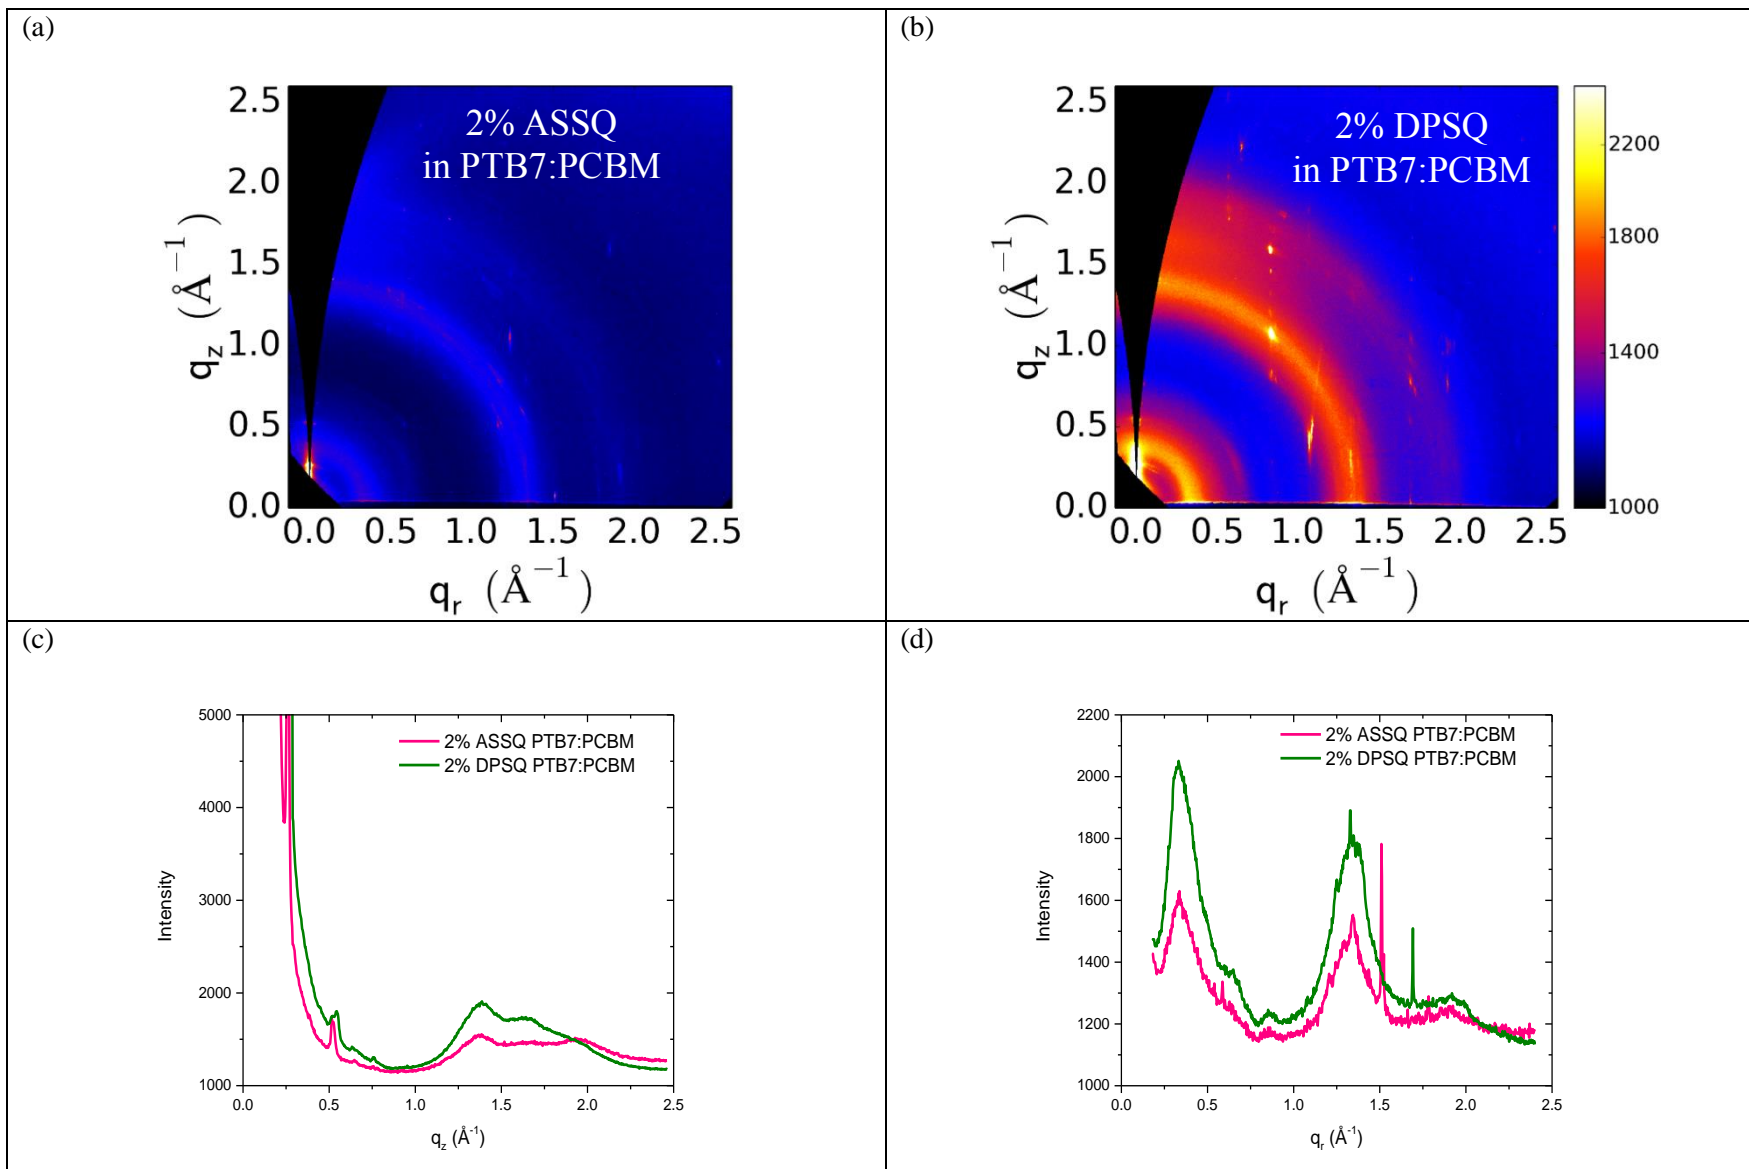 (a)
2% ASSQ
in PTB7:PCBM
2.5
2.0
1.5
1.0
0.5
0.0
q_z (Å⁻¹)
0.0 0.5 1.0 1.5 2.0 2.5
q_r (Å⁻¹)
(b)
2% DPSQ
in PTB7:PCBM
2.5
2.0
1.5
1.0
0.5
0.0
q_z (Å⁻¹)
0.0 0.5 1.0 1.5 2.0 2.5
q_r (Å⁻¹)
2200
1800
1400
1000
(c)
5000
4000
3000
2000
1000
Intensity
2% ASSQ PTB7:PCBM
2% DPSQ PTB7:PCBM
0.0 0.5 1.0 1.5 2.0 2.5
q_z (Å⁻¹)
(d)
2200
2000
1800
1600
1400
1200
1000
Intensity
2% ASSQ PTB7:PCBM
2% DPSQ PTB7:PCBM
0.0 0.5 1.0 1.5 2.0 2.5
q_r (Å⁻¹)